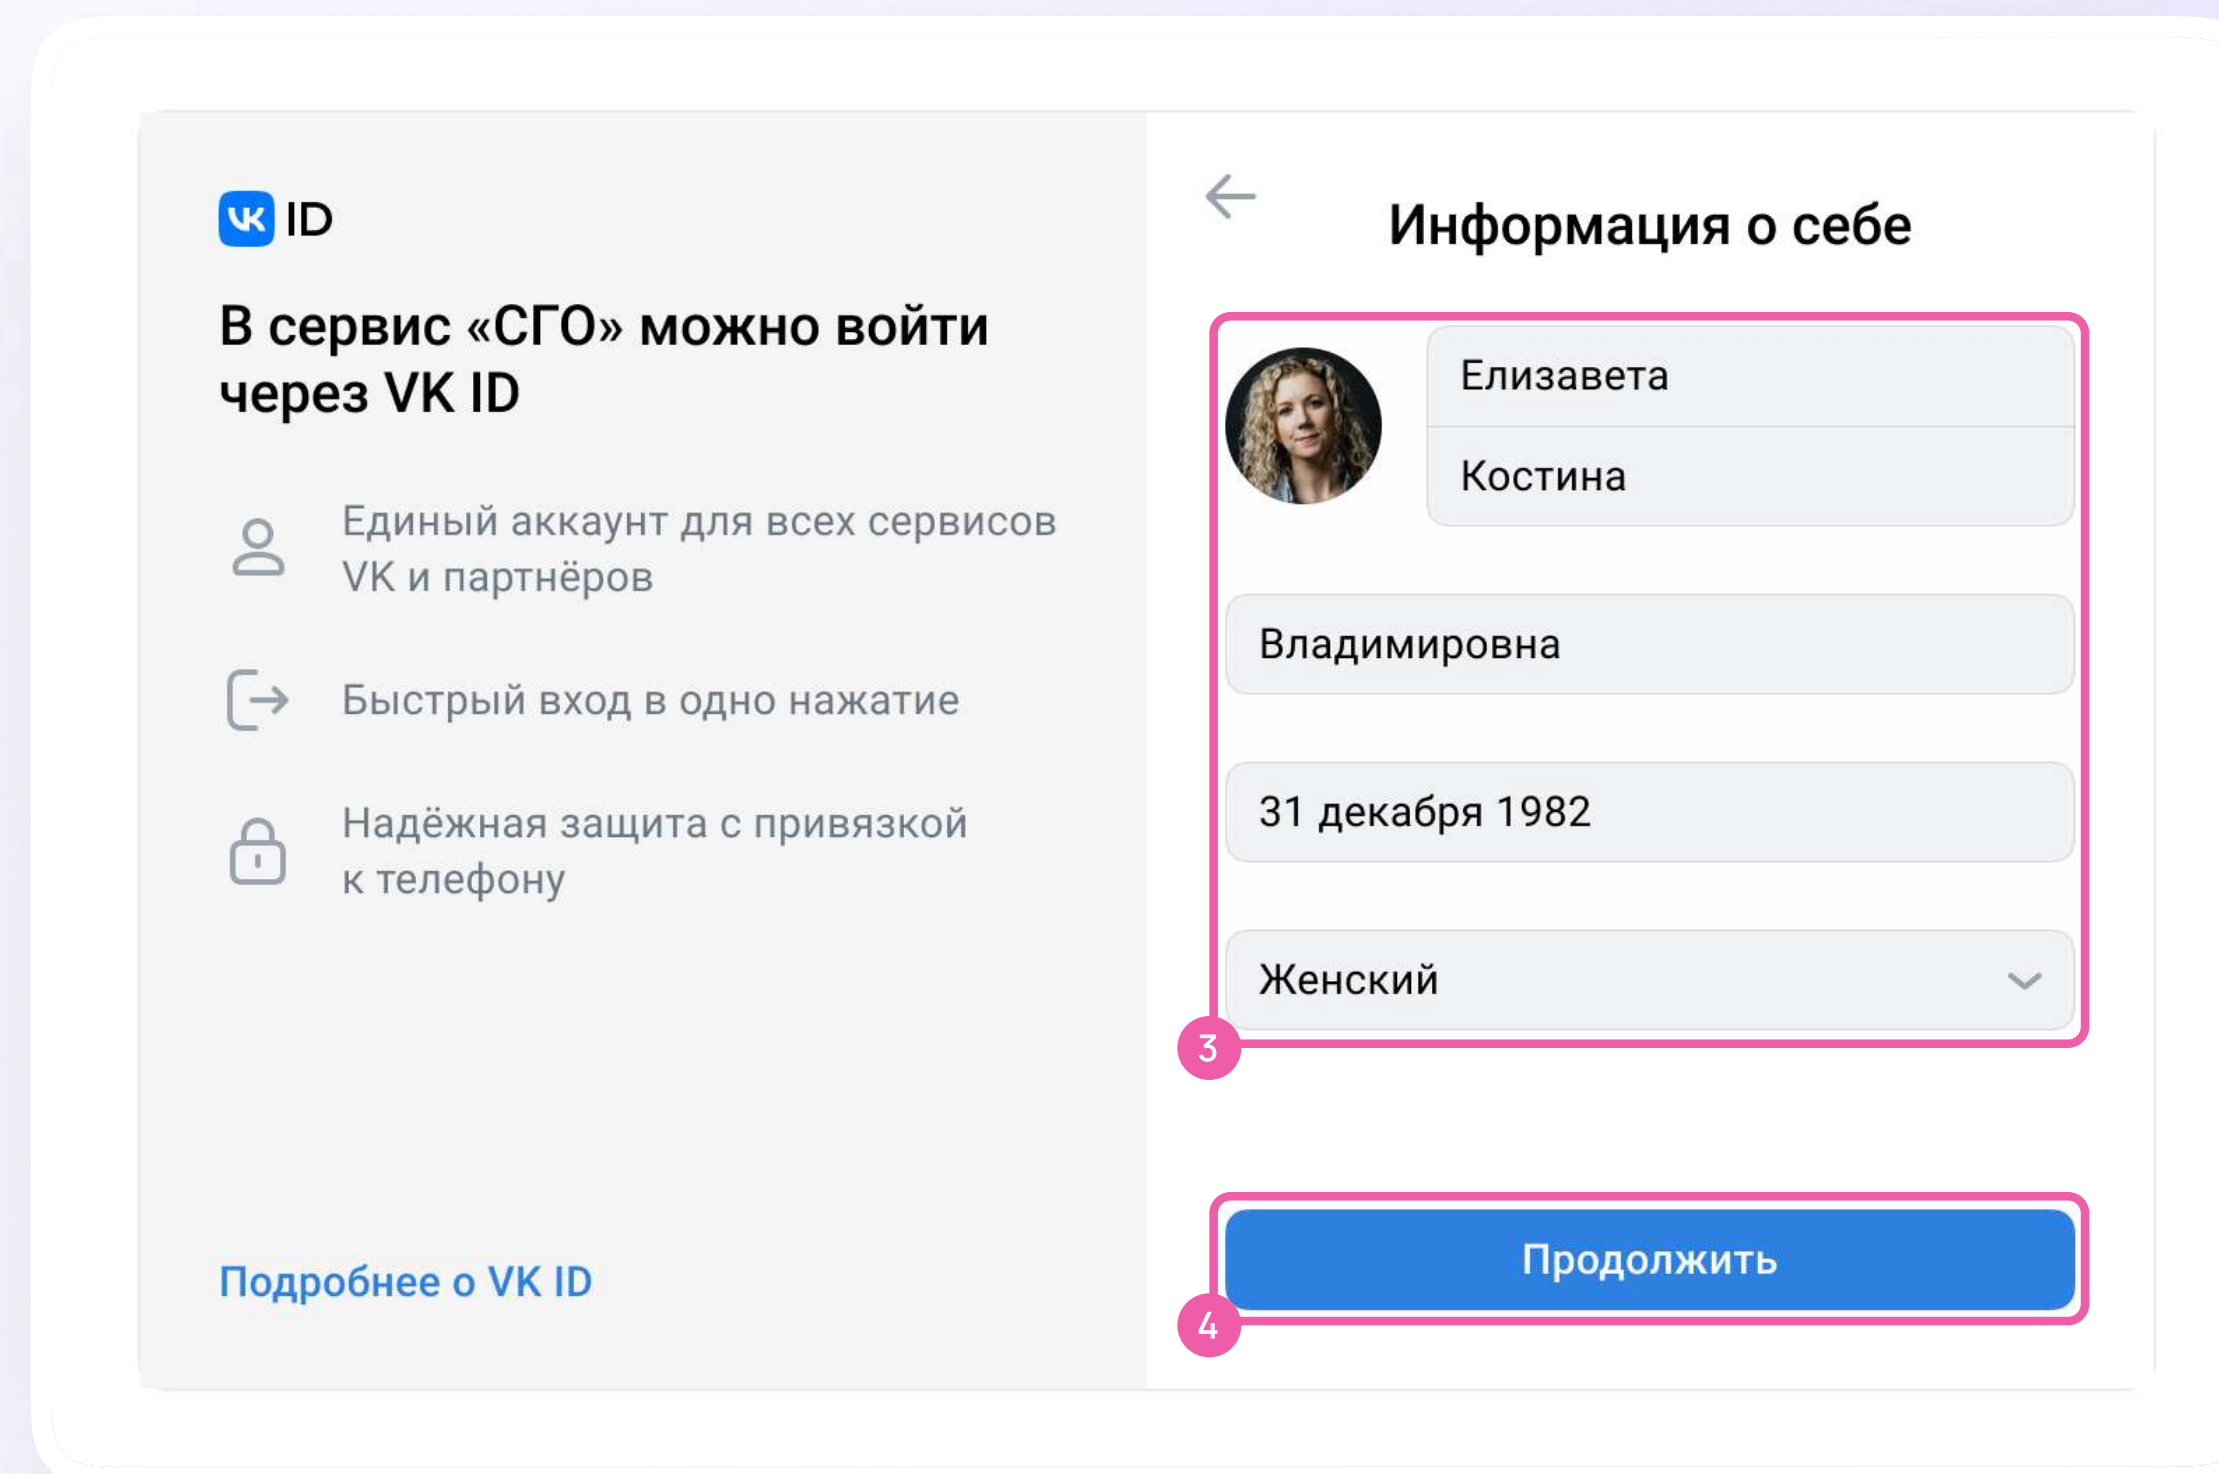 VK ID
В сервис «СГО» можно войти
через VK ID
Единый аккаунт для всех сервисов
VK и партнёров
Быстрый вход в одно нажатие
Надёжная защита с привязкой
к телефону
Подробнее о VK ID
Информация о себе
Елизавета
Костина
Владимировна
31 декабря 1982
Женский
3
Продолжить
4